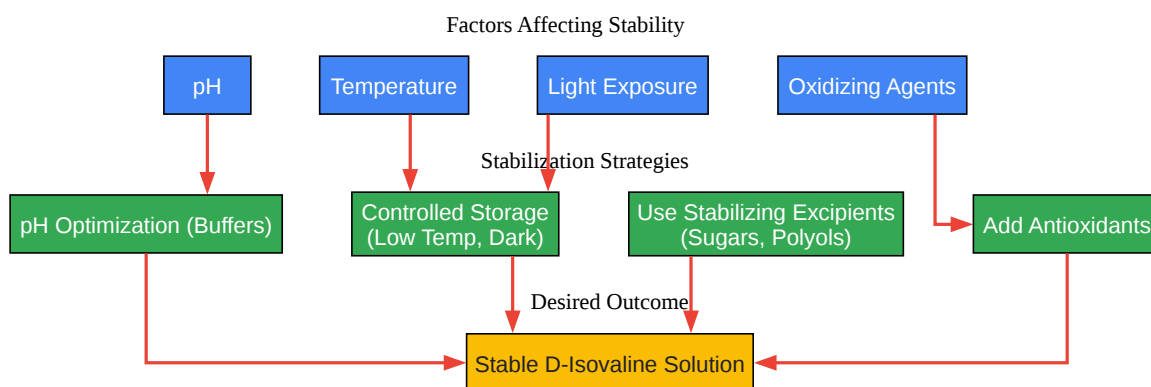 Factors Affecting Stability
pH
Temperature
Light Exposure
Oxidizing Agents
Stabilization Strategies
pH Optimization (Buffers)
Controlled Storage
(Low Temp, Dark)
Use Stabilizing Excipients
(Sugars, Polyols)
Add Antioxidants
Desired Outcome
Stable D-Isovaline Solution